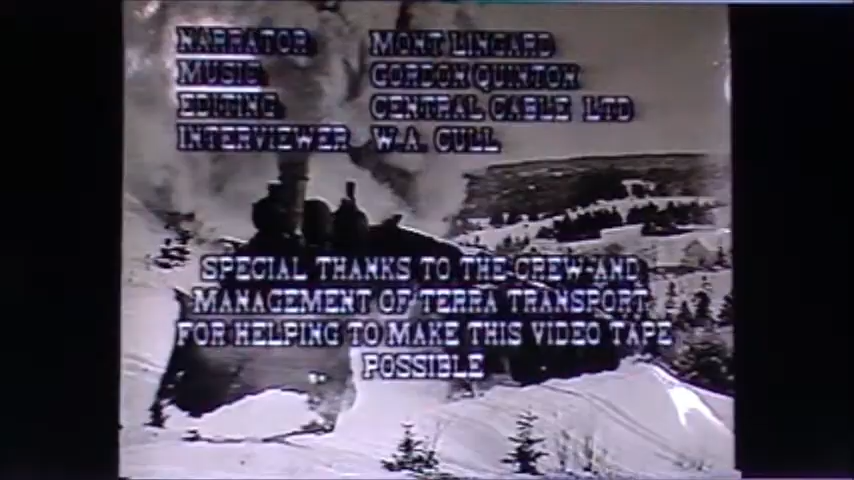 NARRATOR MONT LINGARD
MUSIC GORDON QUINTON
EDITING CENTRAL CABLE LTD
INTERVIEWER W.A. CULL
SPECIAL THANKS TO THE CREW AND
MANAGEMENT OF TERRA TRANSPORT
FOR HELPING TO MAKE THIS VIDEO TAPE
POSSIBLE